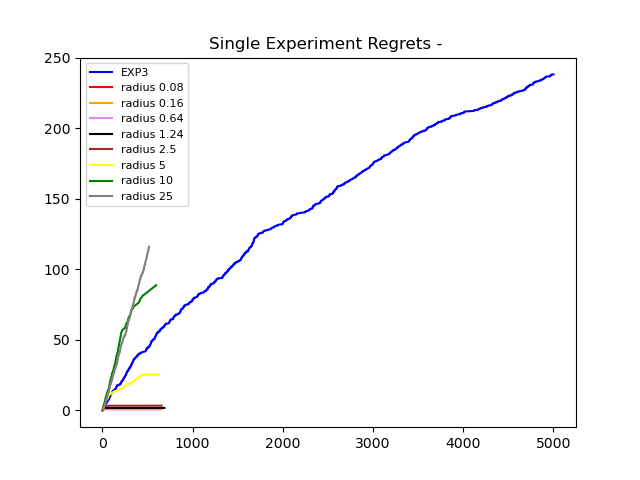 Single Experiment Regrets -
250
200
150
100
50
0
EXP3
radius 0.08
radius 0.16
radius 0.64
radius 1.24
radius 2.5
radius 5
radius 10
radius 25
0 1000 2000 3000 4000 5000